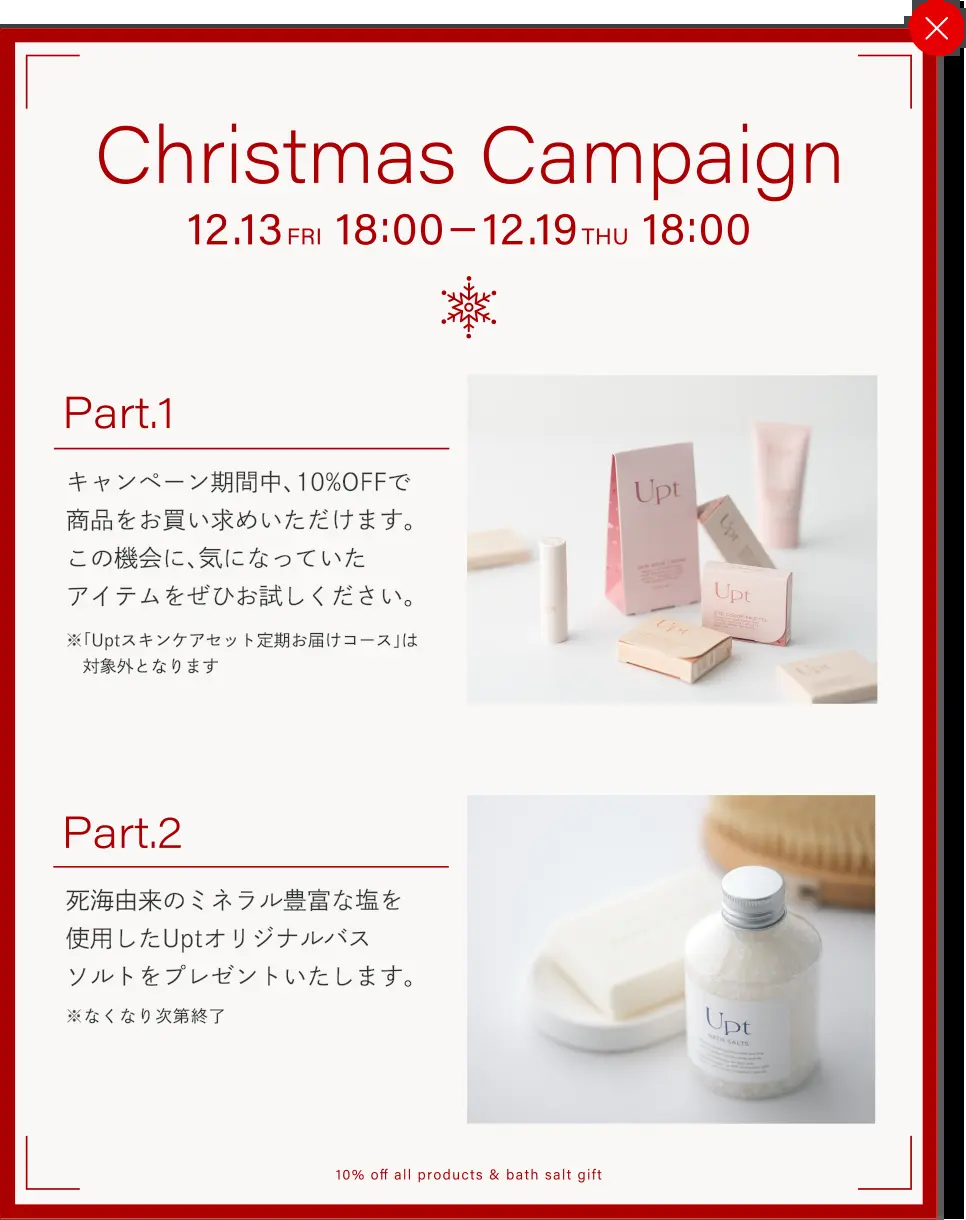 Christmas Campaign
12.13 FRI 18:00－12.19 THU 18:00
Part.1
キャンペーン期間中、10%OFFで
商品をお買い求めいただけます。
この機会に、気になっていた
アイテムをぜひお試しください。
※「Uptスキンケアセット定期お届けコース」は
対象外となります
Upt
Upt
Upt
Upt
Part.2
死海由来のミネラル豊富な塩を
使用したUptオリジナルバス
ソルトをプレゼントいたします。
※なくなり次第終了
Upt
BATH SALTS
10% off all products & bath salt gift